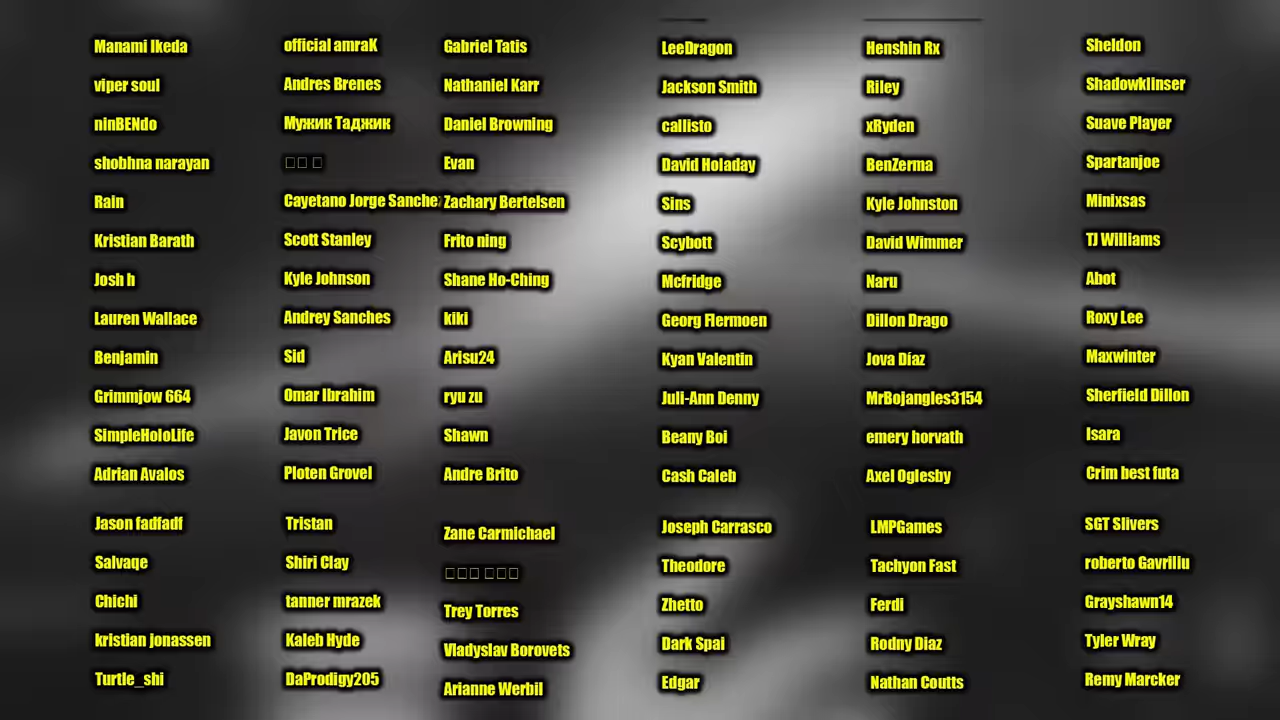 Manami Ikeda
viper soul
ninBENdo
shobhna narayan
Rain
Kristian Barath
Josh h
Lauren Wallace
Benjamin
Grimmjow 664
SimpleHoloLife
Adrian Avalos
Jason fadfadf
Salvaqe
Chichi
kristian jonassen
Turtle_shi
official amraK
Andres Brenes
Мужик Таджик
Cayetano Jorge Sanchez
Scott Stanley
Kyle Johnson
Andrey Sanches
Sid
Omar Ibrahim
Javon Trice
Ploten Grovel
Tristan
Shiri Clay
tanner mrazek
Kaleb Hyde
DaProdigy205
Gabriel Tatis
Nathaniel Karr
Daniel Browning
Evan
Zachary Bertelsen
Frito ning
Shane Ho-Ching
kiki
Arisu24
ryu zu
Shawn
Andre Brito
Zane Carmichael
Trey Torres
Vladyslav Borovets
Arianne Werbil
LeeDragon
Jackson Smith
callisto
David Holaday
Sins
Scybott
Mcfridge
Georg Flermoen
Kyan Valentin
Juli-Ann Denny
Beany Boi
Cash Caleb
Joseph Carrasco
Theodore
Zhetto
Dark Spai
Edgar
Henshin Rx
Riley
xRyden
BenZerma
Kyle Johnston
David Wimmer
Naru
Dillon Drago
Jova Díaz
MrBojangles3154
emery horvath
Axel Oglesby
LMPGames
Tachyon Fast
Ferdi
Rodny Diaz
Nathan Coutts
Sheldon
Shadowklinser
Suave Player
Spartanjoe
Minixsas
TJ Williams
Abot
Roxy Lee
Maxwinter
Sherfield Dillon
Isara
Crim best futa
SGT Slivers
roberto Gavriliu
Grayshawn14
Tyler Wray
Remy Marcker